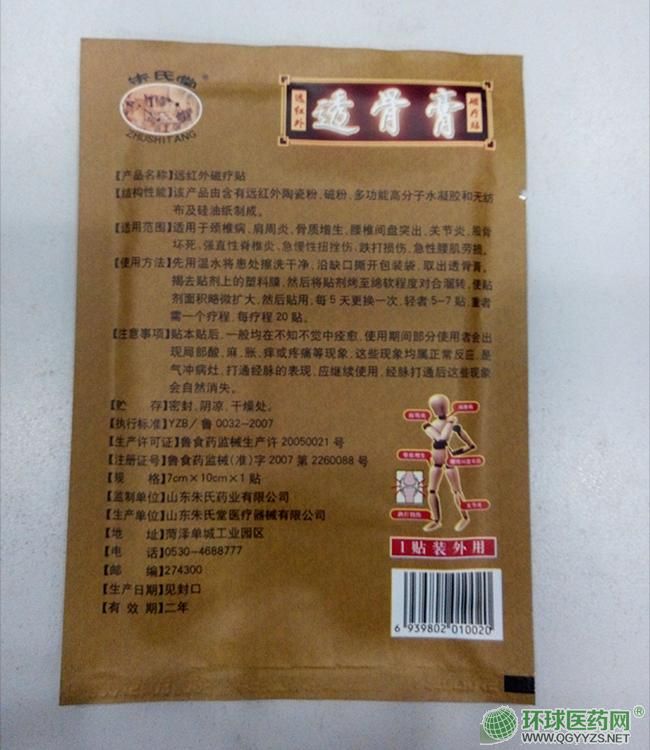 朱氏堂®
ZHUSHITANG
远红外 透骨膏 磁疗贴
【产品名称】远红外磁疗贴
【结构性能】该产品由含有远红外陶瓷粉，磁粉，多功能高分子水凝胶和无纺
布及硅油纸制成。
【适用范围】适用于颈椎病，肩周炎，骨质增生，腰椎间盘突出，关节炎，股骨
坏死，强直性脊椎炎，急慢性扭挫伤，跌打损伤，急性腰肌劳损。
【使用方法】先用温水将患处擦洗干净，沿缺口撕开包装袋，取出透骨膏，
揭去贴剂上的塑料膜，然后将贴剂烤至绵软程度对合溜转，使贴
剂面积略微扩大，然后贴用，每5天更换一次，轻者5-7贴，重者
需一个疗程，每疗程20贴。
【注意事项】贴本贴后，一般均在不知不觉中痊愈，使用期间部分使用者会出
现局部酸，麻，胀，痒或疼痛等现象，这些现象均属正常反应，是
气冲病灶，打通经脉的表现，应继续使用，经脉打通后这些现象
会自然消失。
【贮　　存】密封，阴凉，干燥处。
【执行标准】YZB/鲁 0032-2007
【生产许可证】鲁食药监械生产许20050021号
【注册证号】鲁食药监械(准)字2007第2260088号
【规　　格】7cm×10cm×1贴
【监制单位】山东朱氏药业有限公司
【生产单位】山东朱氏堂医疗器械有限公司
【地　　址】菏泽单城工业园区
【电　　话】0530-4688777
【邮　　编】274300
【生产日期】见封口
【有 效 期】二年
1贴装外用
6 939802 010020
环球医药网®
WWW.QGYYZS.NET